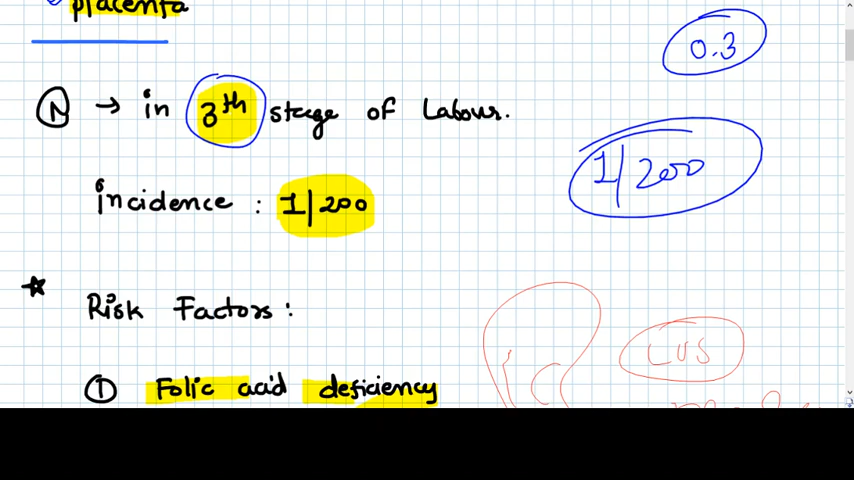 placenta
0.3
N → in 3th stage of Labour.
1/200
incidence : 1/200
★ Risk Factors :
① Folic acid deficiency
LUS